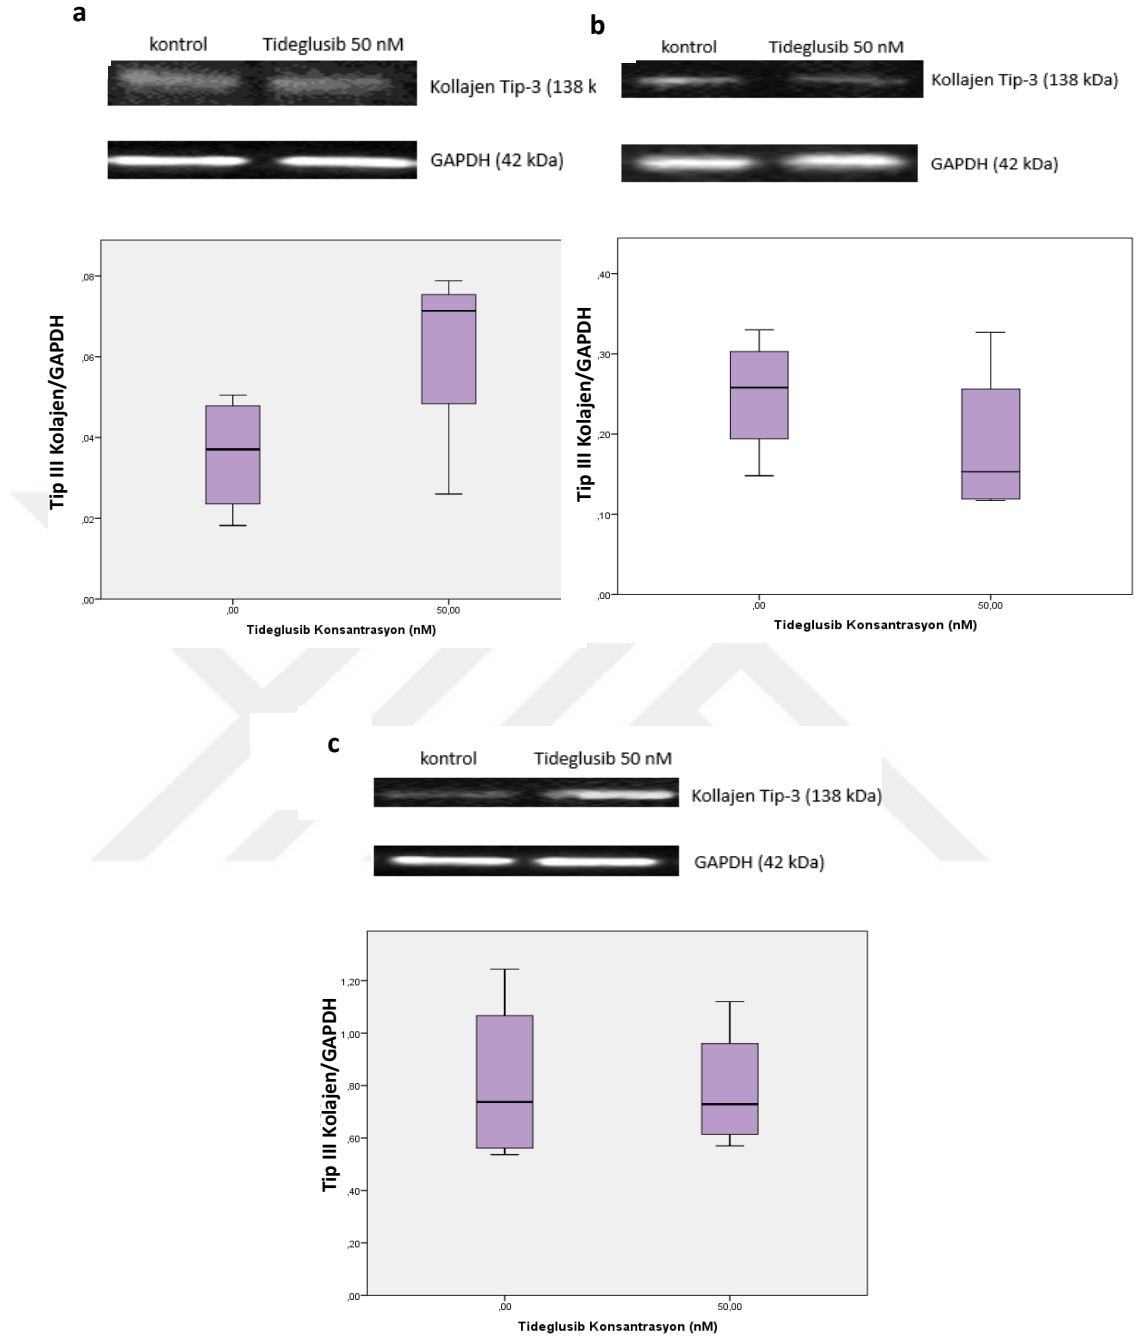 a
kontrol Tideglusib 50 nM
Kollajen Tip-3 (138 k
GAPDH (42 kDa)
,08
,06
,04
,02
,00
Tip III Kolajen/GAPDH
,00 50,00
Tideglusib Konsantrasyon (nM)
b
kontrol Tideglusib 50 nM
Kollajen Tip-3 (138 kDa)
GAPDH (42 kDa)
,40
,30
,20
,10
,00
Tip III Kolajen/GAPDH
,00 50,00
Tideglusib Konsantrasyon (nM)
c
kontrol Tideglusib 50 nM
Kollajen Tip-3 (138 kDa)
GAPDH (42 kDa)
1,20
1,00
,80
,60
,40
,20
,00
Tip III Kolajen/GAPDH
,00 50,00
Tideglusib Konsantrasyon (nM)